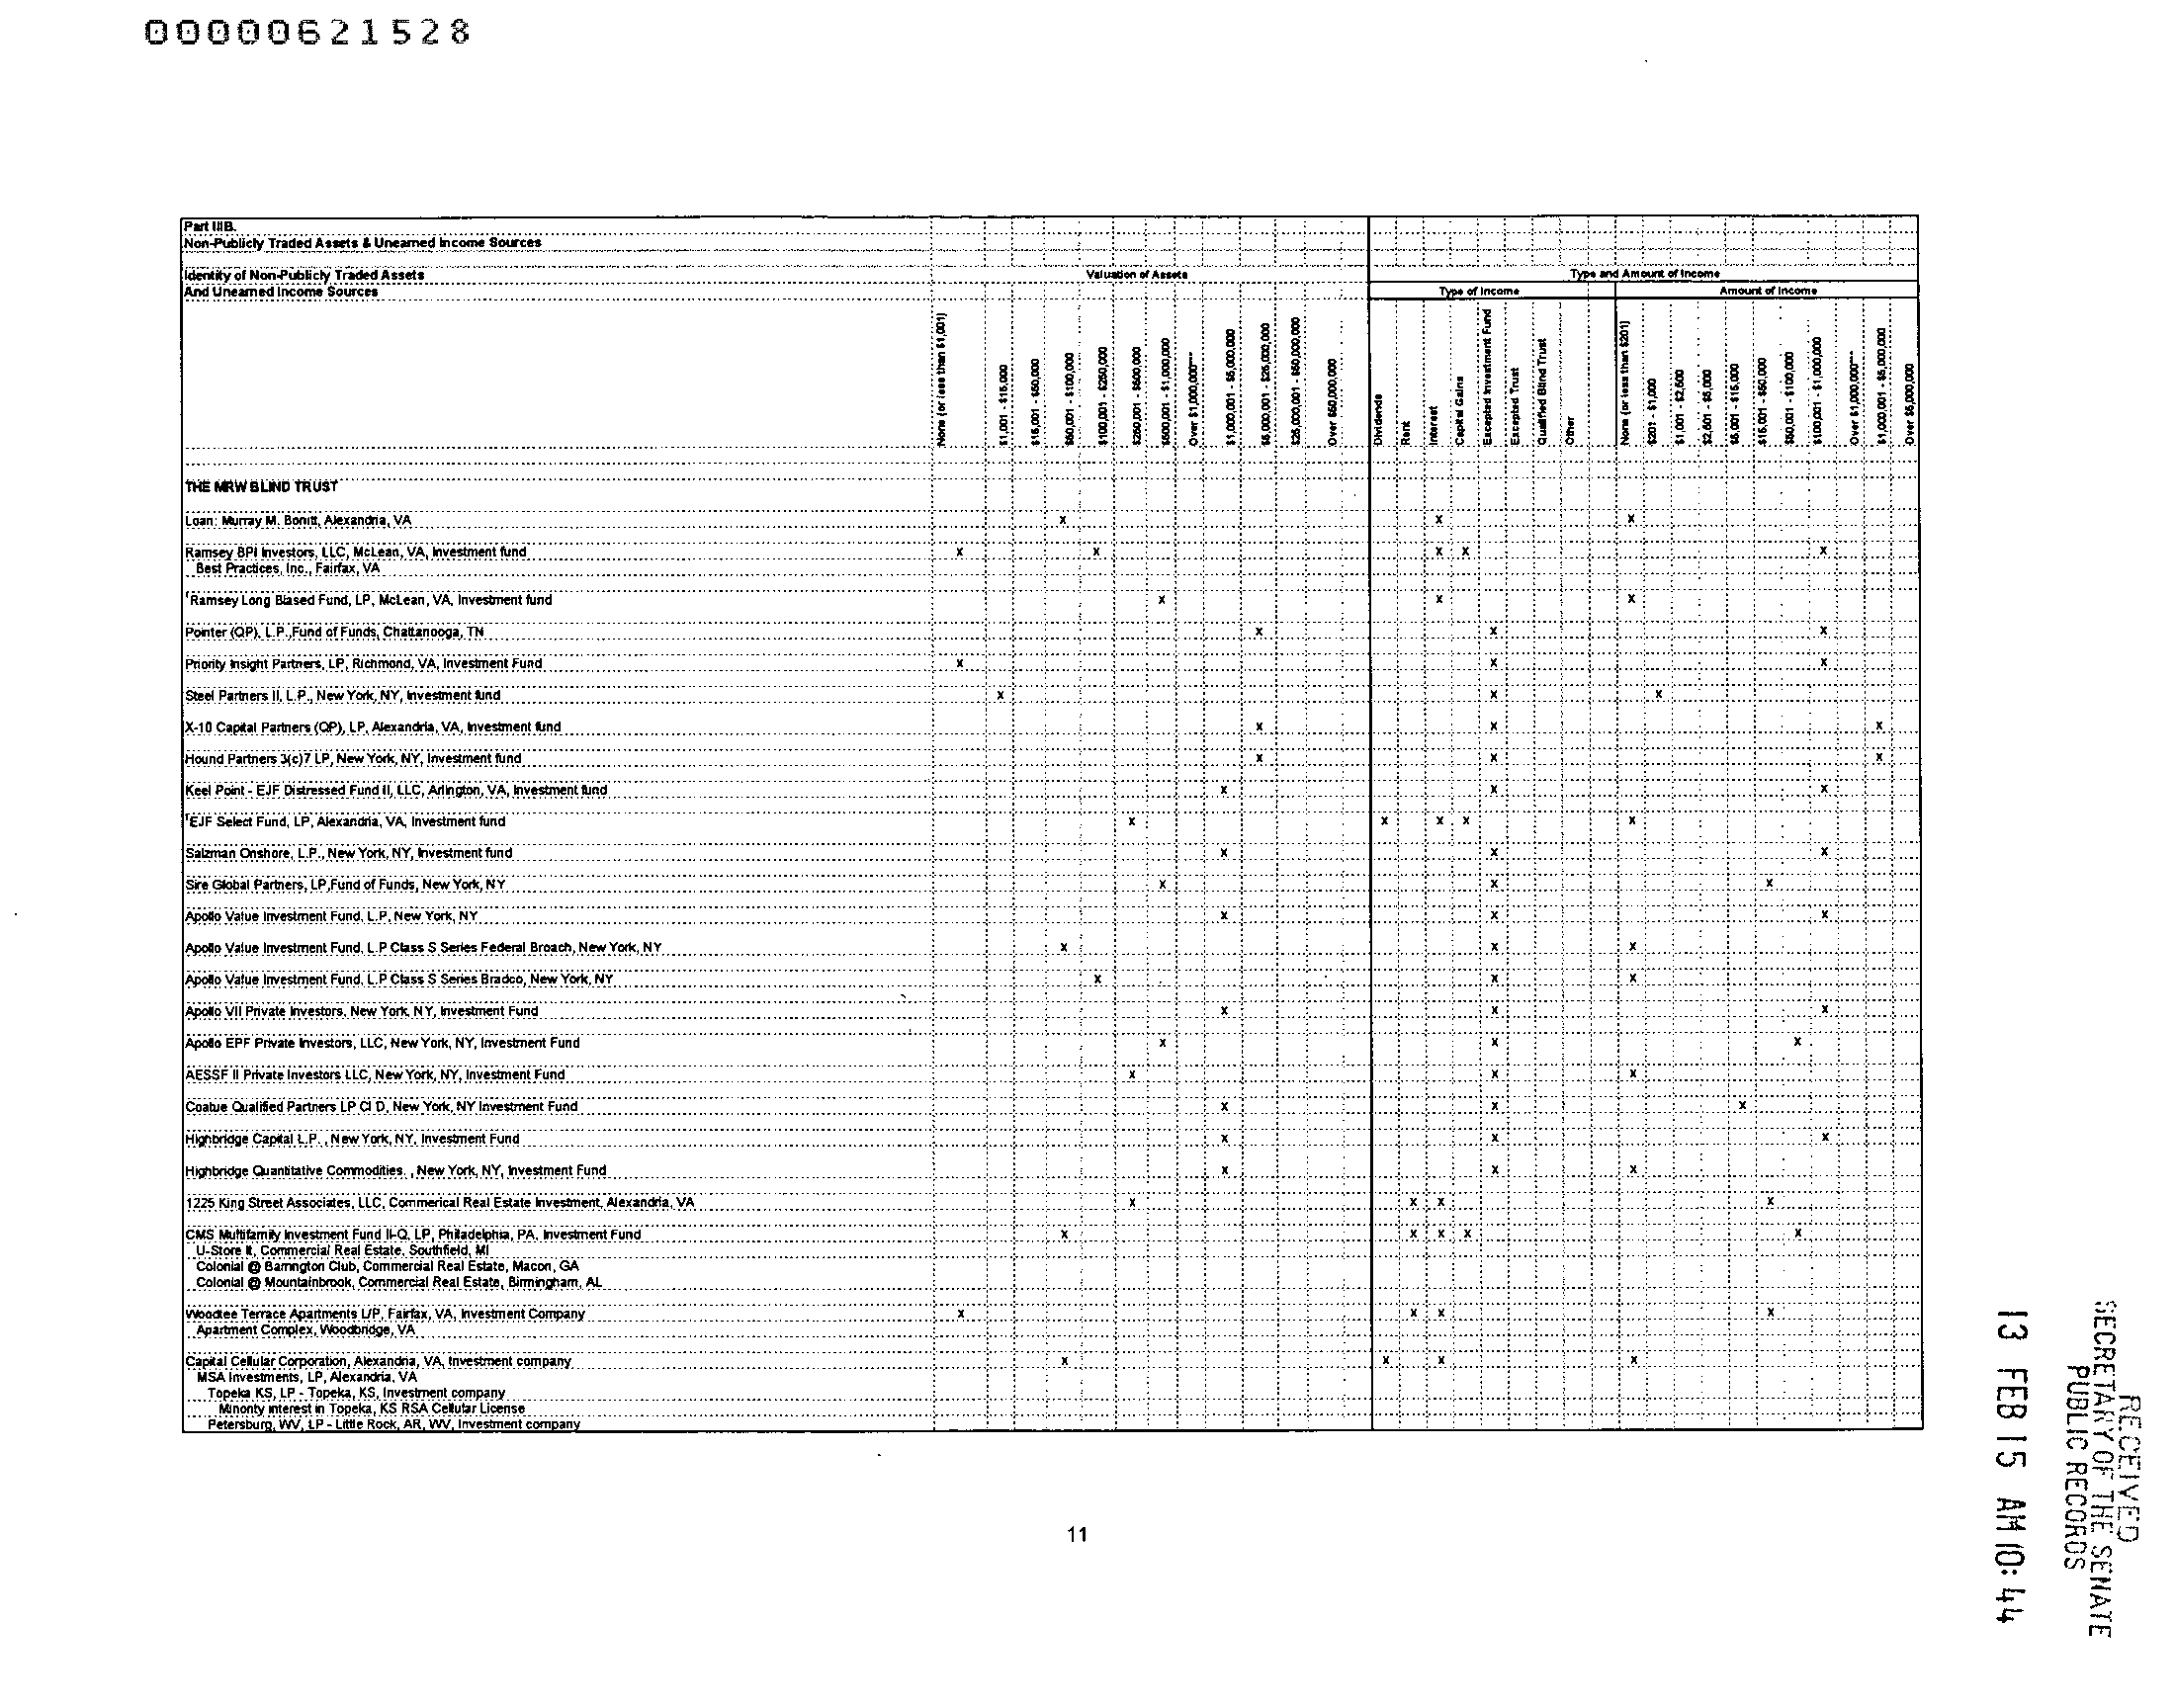 00000621528
Part IIIB.
Non-Publicly Traded Assets & Unearned Income Sources
Identity of Non-Publicly Traded Assets
Valuation of Assets
Type and Amount of Income
And Unearned Income Sources
Type of Income
Amount of Income
None (or less than $1,001)
$1,001 - $15,000
$15,001 - $50,000
$50,001 - $100,000
$100,001 - $250,000
$250,001 - $500,000
$500,001 - $1,000,000
Over $1,000,000***
$1,000,001 - $5,000,000
$5,000,001 - $25,000,000
$25,000,001 - $50,000,000
Over $50,000,000
Dividends
Rent
Interest
Capital Gains
Excepted Investment Fund
Excepted Trust
Qualified Blind Trust
Other
None (or less than $201)
$201 - $1,000
$1,001 - $2,500
$2,501 - $5,000
$5,001 - $15,000
$15,001 - $50,000
$50,001 - $100,000
$100,001 - $1,000,000
Over $1,000,000***
$1,000,001 - $5,000,000
Over $5,000,000
THE MRW BLIND TRUST
Loan: Murray M. Bonitt, Alexandria, VA x x x
Ramsey BPI Investors, LLC, McLean, VA, Investment fund x x x x x
Best Practices, Inc., Fairfax, VA
'Ramsey Long Biased Fund, LP, McLean, VA, Investment fund x x x
Pointer (QP), L.P.,Fund of Funds, Chattanooga, TN x x x
Priority Insight Partners, LP, Richmond, VA, Investment Fund x x x
Steel Partners II, L.P., New York, NY, Investment fund x x x
X-10 Capital Partners (QP), LP, Alexandria, VA, Investment fund x x x
Hound Partners 3(c)7 LP, New York, NY, Investment fund x x x
Keel Point - EJF Distressed Fund II, LLC, Arlington, VA, Investment fund x x x
'EJF Select Fund, LP, Alexandria, VA, Investment fund x x x x x
Salzman Onshore, L.P., New York, NY, Investment fund x x x
Sire Global Partners, LP,Fund of Funds, New York, NY x x x
Apollo Value Investment Fund, L.P, New York, NY x x x
Apollo Value Investment Fund, L.P Class S Series Federal Broach, New York, NY x x x
Apollo Value Investment Fund, L.P Class S Series Bradco, New York, NY x x x
Apollo VII Private Investors, New York, NY, Investment Fund x x x
Apollo EPF Private Investors, LLC, New York, NY, Investment Fund x x x
AESSF II Private Investors LLC, New York, NY, Investment Fund x x x
Coatue Qualified Partners LP Cl D, New York, NY Investment Fund x x x
Highbridge Capital L.P. , New York, NY, Investment Fund x x x
Highbridge Quantitative Commodities. , New York, NY, Investment Fund x x x
1225 King Street Associates, LLC, Commerical Real Estate Investment, Alexandria, VA x x x x
CMS Multifamily Investment Fund II-Q, LP, Philadelphia, PA, Investment Fund x x x x x
U-Store It, Commercial Real Estate, Southfield, MI
Colonial @ Barrington Club, Commercial Real Estate, Macon, GA
Colonial @ Mountainbrook, Commercial Real Estate, Birmingham, AL
Woodtee Terrace Apartments L/P, Fairfax, VA, Investment Company x x x x
Apartment Complex, Woodbridge, VA
Capital Cellular Corporation, Alexandria, VA, Investment company x x x x
MSA Investments, LP, Alexandria, VA
Topeka KS, LP - Topeka, KS, Investment company
Minority interest in Topeka, KS RSA Cellular License
Petersburg, WV, LP - Little Rock, AR, WV, Investment company
11
RECEIVED
SECRETARY OF THE SENATE
PUBLIC RECORDS
13 FEB 15 AM 10:44